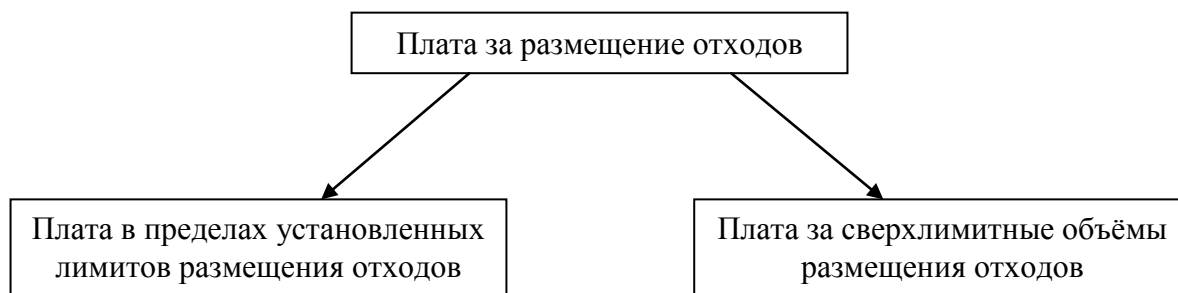 Плата за размещение отходов
Плата в пределах установленных
лимитов размещения отходов
Плата за сверхлимитные объёмы
размещения отходов